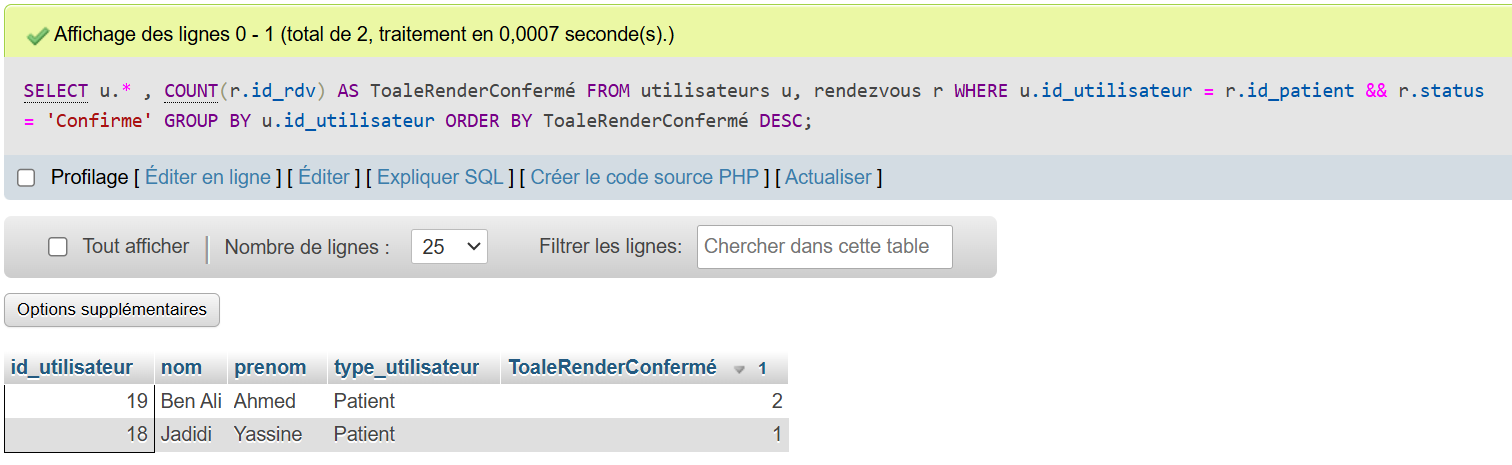 Affichage des lignes 0 - 1 (total de 2, traitement en 0,0007 seconde(s).)
SELECT u.* , COUNT(r.id_rdv) AS ToaleRenderConfermé FROM utilisateurs u, rendezvous r WHERE u.id_utilisateur = r.id_patient && r.status
= 'Confirme' GROUP BY u.id_utilisateur ORDER BY ToaleRenderConfermé DESC;
Profilage [ Éditer en ligne ] [ Éditer ] [ Expliquer SQL ] [ Créer le code source PHP ] [ Actualiser ]
Tout afficher Nombre de lignes : 25 Filtrer les lignes: Chercher dans cette table
Options supplémentaires
id_utilisateur nom prenom type_utilisateur ToaleRenderConfermé 1
19 Ben Ali Ahmed Patient 2
18 Jadidi Yassine Patient 1